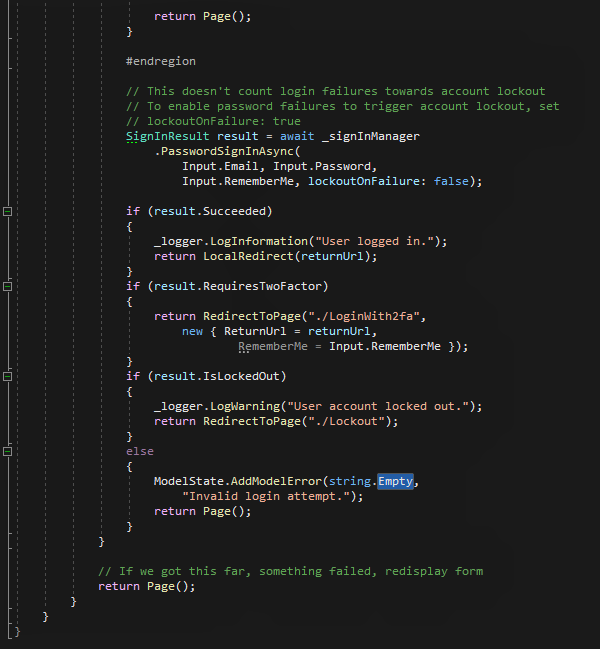 return Page();
}
#endregion
// This doesn't count login failures towards account lockout
// To enable password failures to trigger account lockout, set
// lockoutOnFailure: true
SignInResult result = await _signInManager
.PasswordSignInAsync(
Input.Email, Input.Password,
Input.RememberMe, lockoutOnFailure: false);
if (result.Succeeded)
{
_logger.LogInformation("User logged in.");
return LocalRedirect(returnUrl);
}
if (result.RequiresTwoFactor)
{
return RedirectToPage("./LoginWith2fa",
new { ReturnUrl = returnUrl,
RememberMe = Input.RememberMe });
}
if (result.IsLockedOut)
{
_logger.LogWarning("User account locked out.");
return RedirectToPage("./Lockout");
}
else
{
ModelState.AddModelError(string.Empty,
"Invalid login attempt.");
return Page();
}
}
// If we got this far, something failed, redisplay form
return Page();
}
}
}